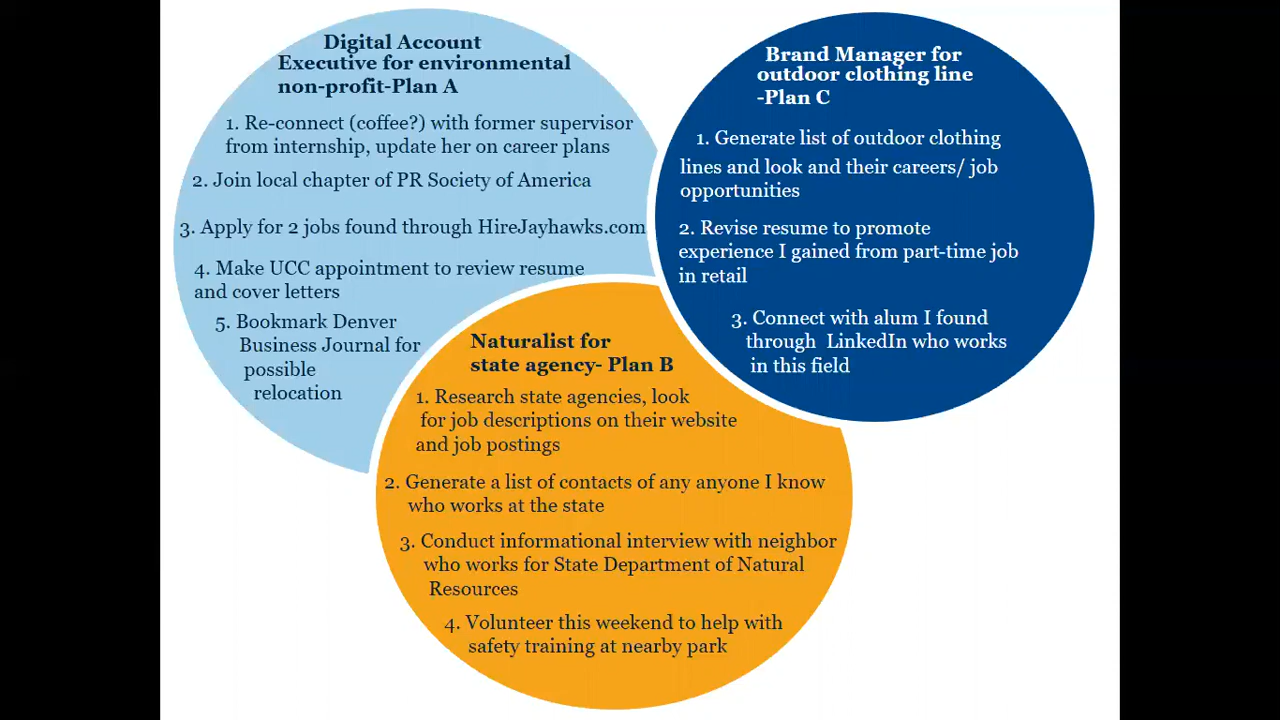 Digital Account
Executive for environmental
non-profit-Plan A
1. Re-connect (coffee?) with former supervisor
from internship, update her on career plans
2. Join local chapter of PR Society of America
3. Apply for 2 jobs found through HireJayhawks.com
4. Make UCC appointment to review resume
and cover letters
5. Bookmark Denver
Business Journal for
possible
relocation
Brand Manager for
outdoor clothing line
-Plan C
1. Generate list of outdoor clothing
lines and look and their careers/ job
opportunities
2. Revise resume to promote
experience I gained from part-time job
in retail
3. Connect with alum I found
through LinkedIn who works
in this field
Naturalist for
state agency- Plan B
1. Research state agencies, look
for job descriptions on their website
and job postings
2. Generate a list of contacts of any anyone I know
who works at the state
3. Conduct informational interview with neighbor
who works for State Department of Natural
Resources
4. Volunteer this weekend to help with
safety training at nearby park